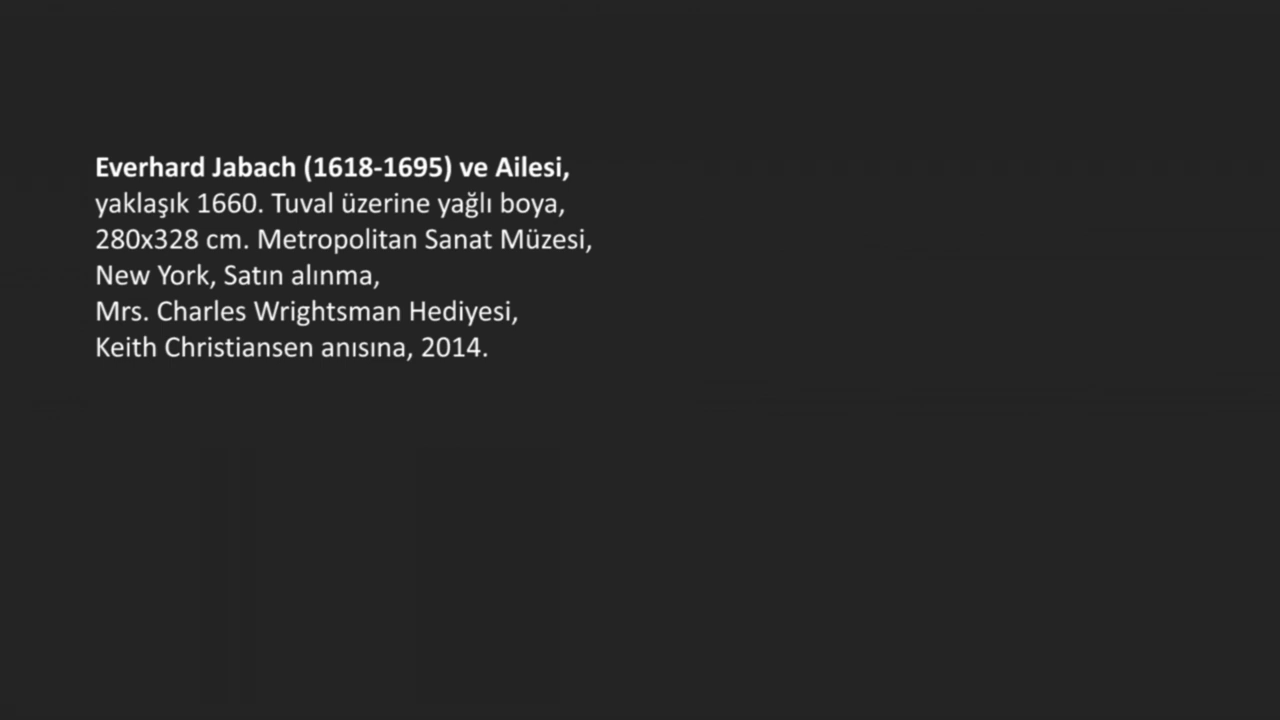 Everhard Jabach (1618-1695) ve Ailesi,
yaklaşık 1660. Tuval üzerine yağlı boya,
280x328 cm. Metropolitan Sanat Müzesi,
New York, Satın alınma,
Mrs. Charles Wrightsman Hediyesi,
Keith Christiansen anısına, 2014.